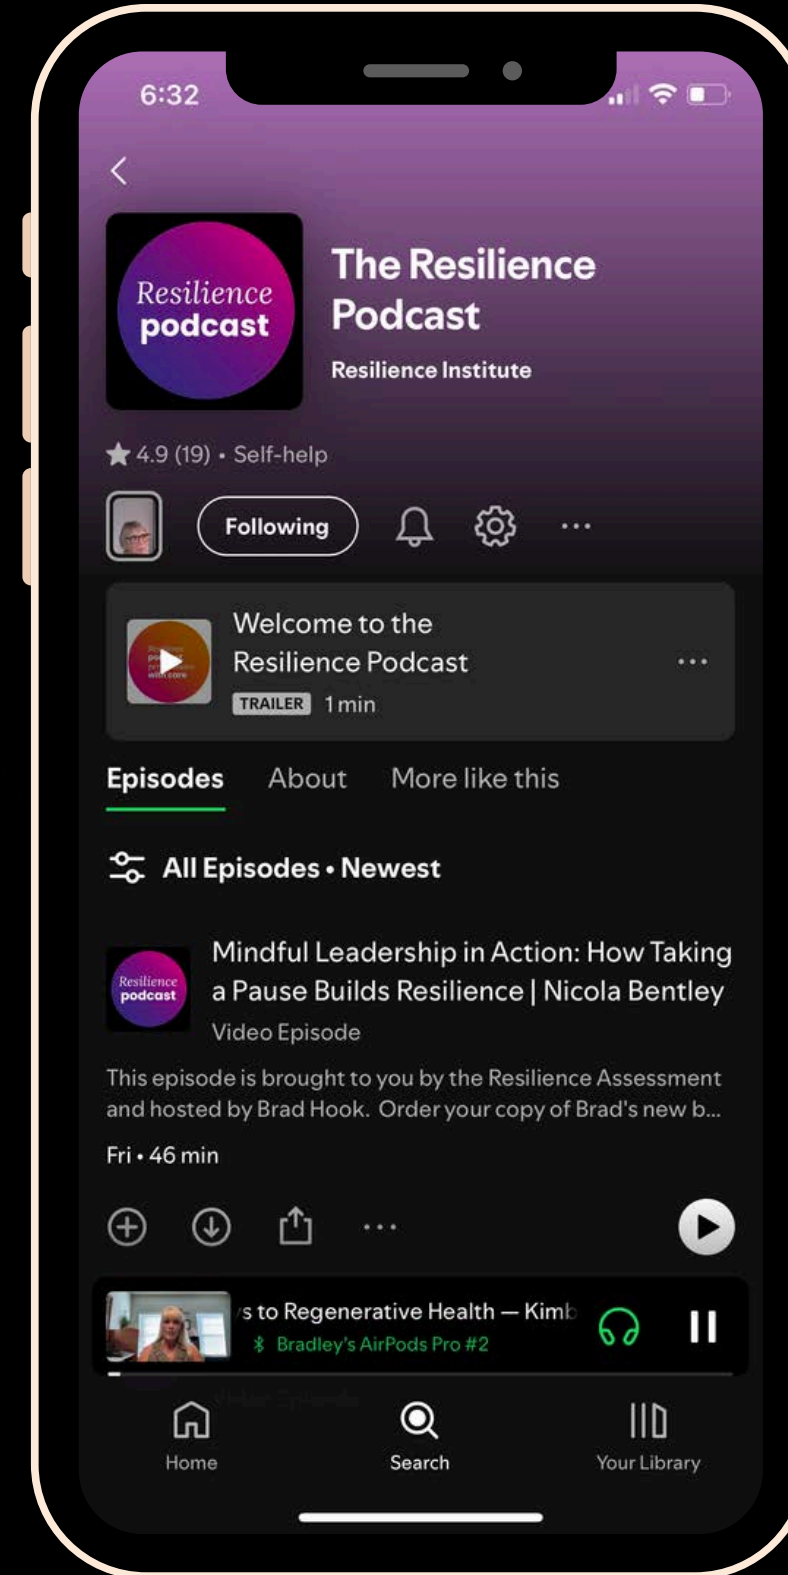 6:32
Resilience
podcast
The Resilience
Podcast
Resilience Institute
4.9 (19) • Self-help
Following
Welcome to the
Resilience Podcast
TRAILER 1 min
Episodes About More like this
All Episodes • Newest
Resilience
podcast
Mindful Leadership in Action: How Taking
a Pause Builds Resilience | Nicola Bentley
Video Episode
This episode is brought to you by the Resilience Assessment
and hosted by Brad Hook. Order your copy of Brad's new b...
Fri • 46 min
s to Regenerative Health — Kimb
Bradley's AirPods Pro #2
Home Search Your Library